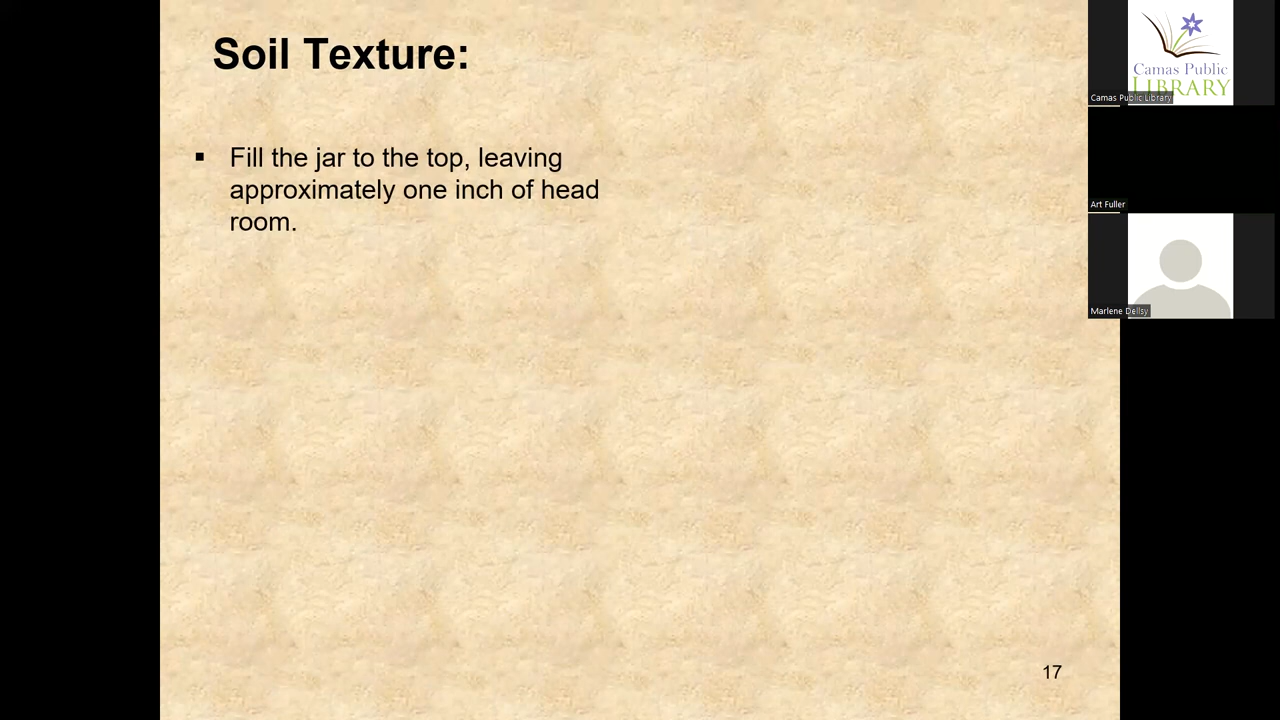 Soil Texture:
▪ Fill the jar to the top, leaving
approximately one inch of head
room.
17
Camas Public
LIBRARY
Camas Public Library
Art Fuller
Marlene Dellsy